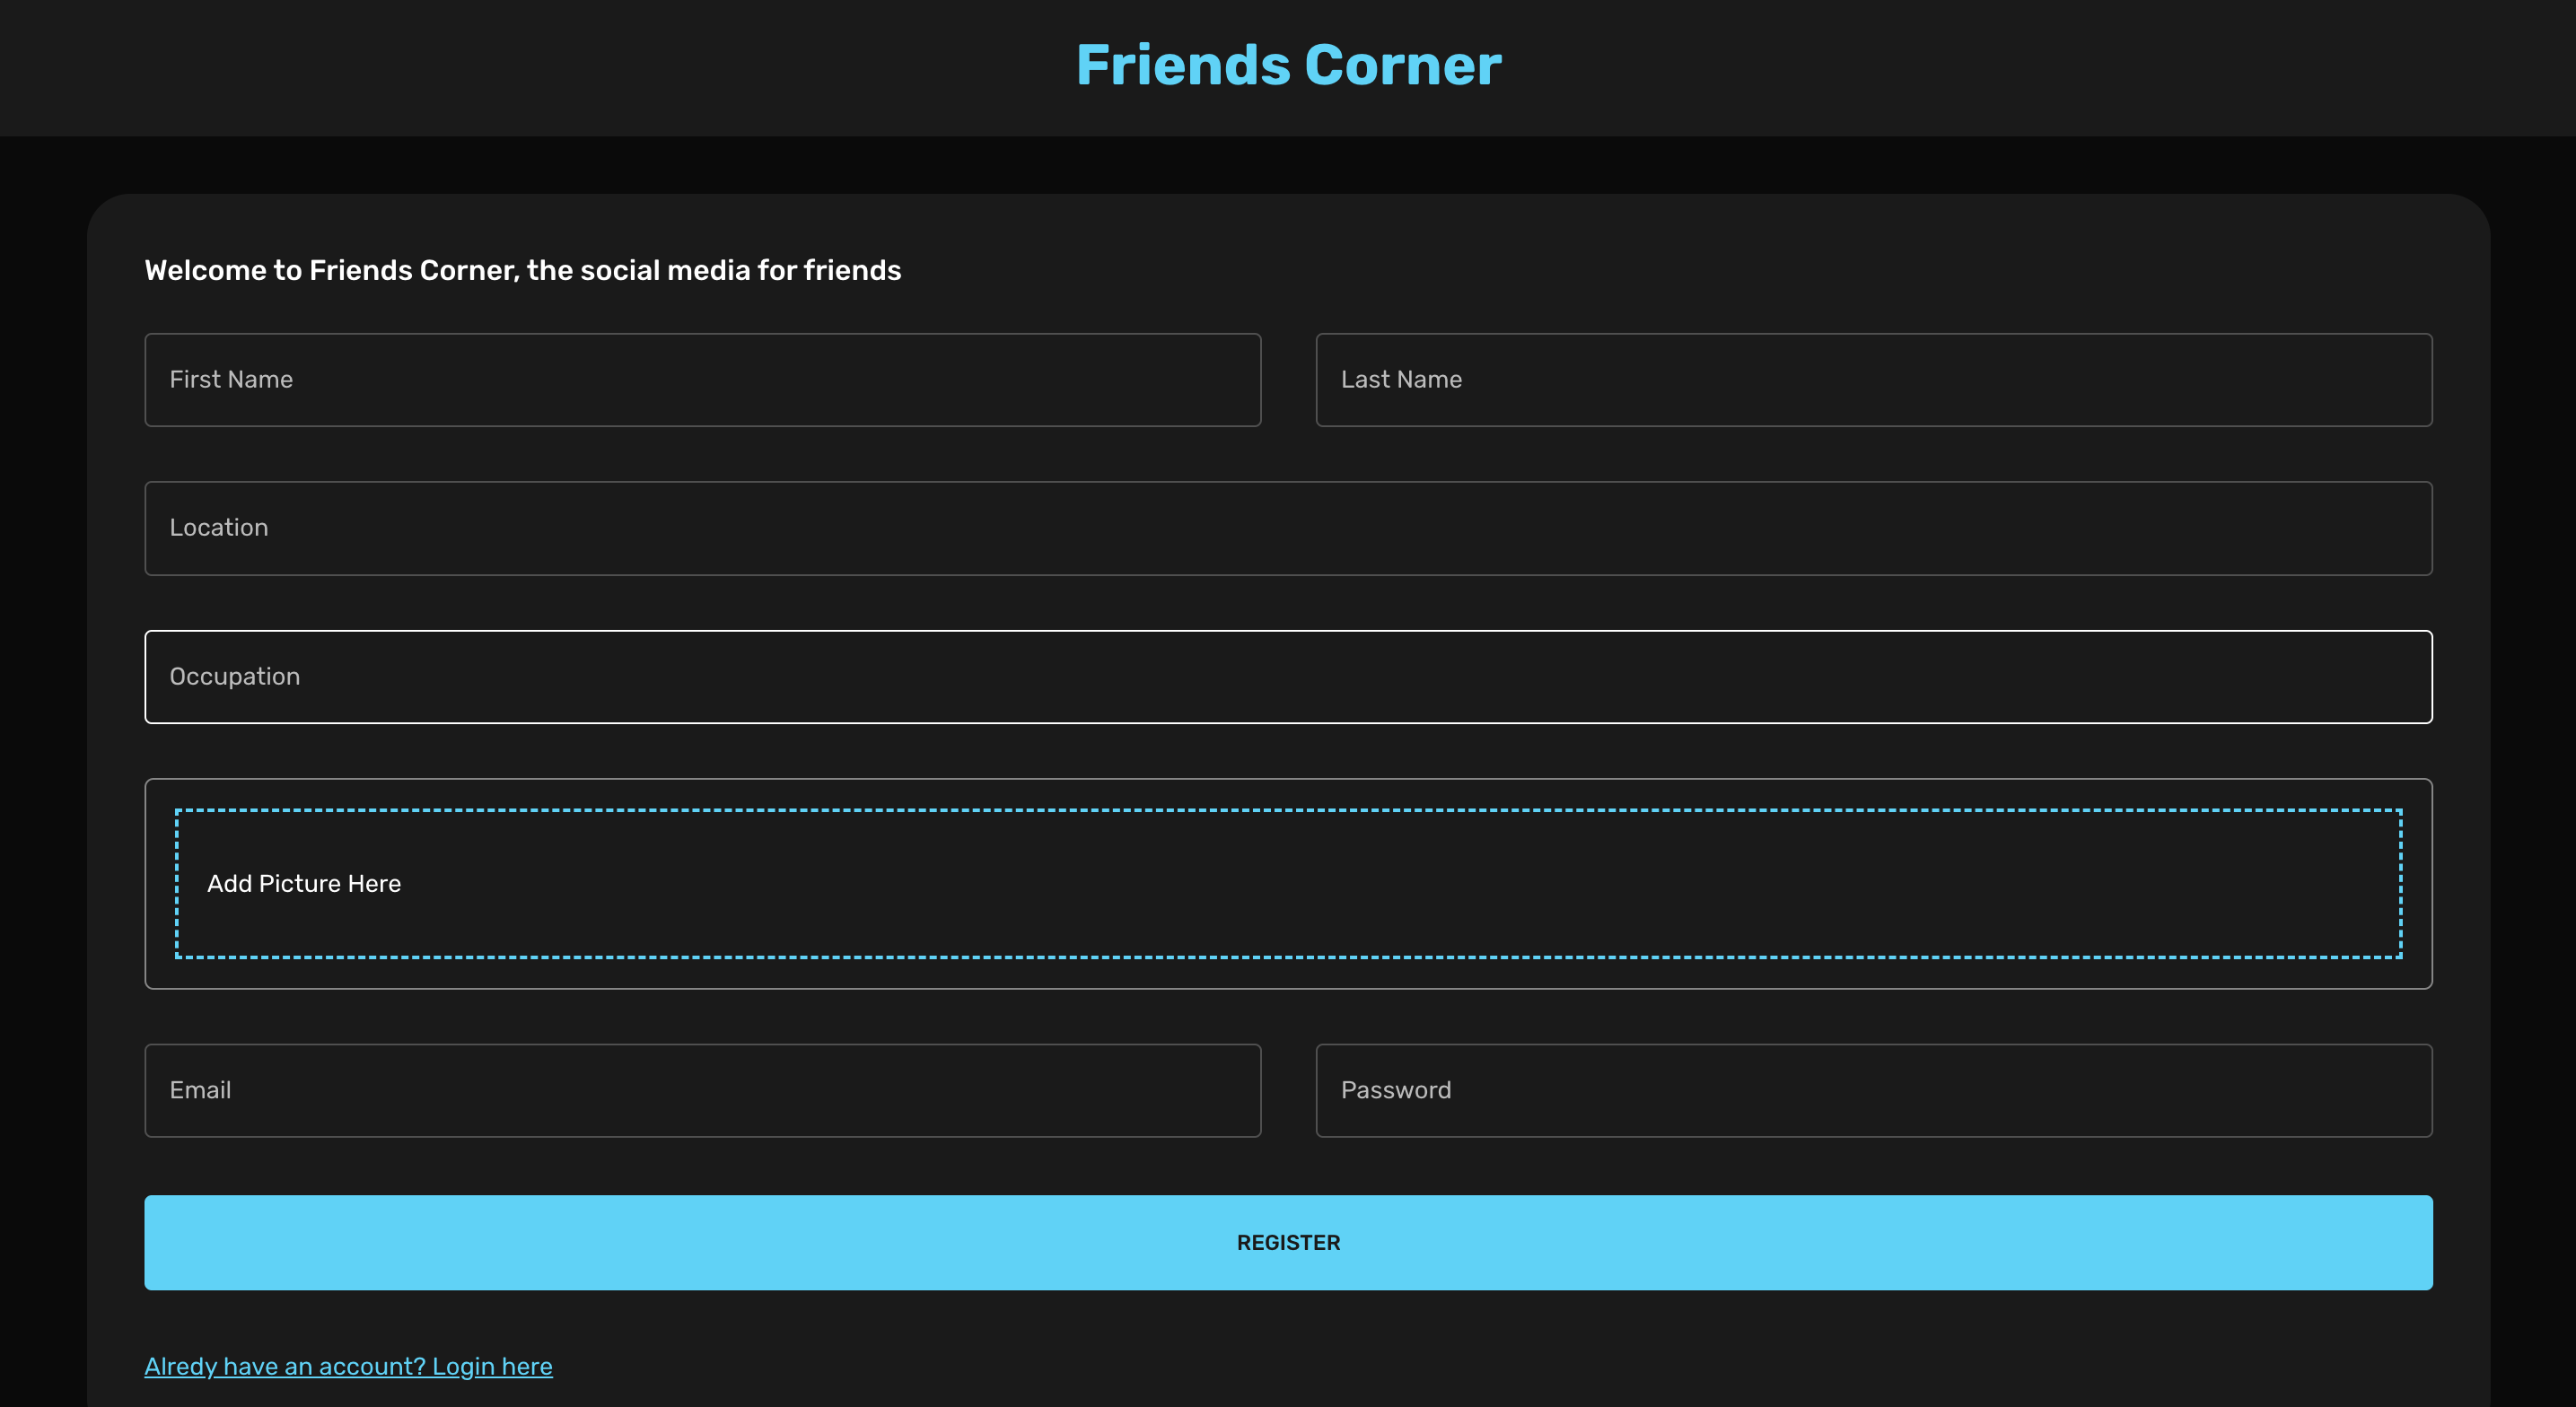 Friends Corner
Welcome to Friends Corner, the social media for friends
First Name
Last Name
Location
Occupation
Add Picture Here
Email
Password
REGISTER
Alredy have an account? Login here